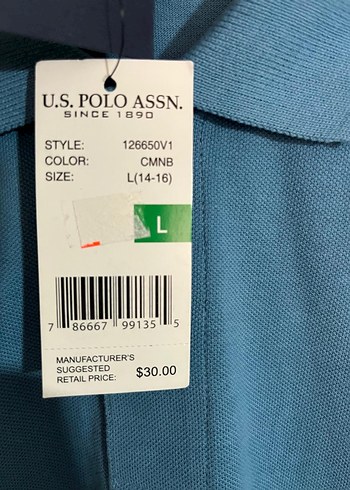 U.S. POLO ASSN.
SINCE 1890
STYLE: 126650V1
COLOR: CMNB
SIZE: L(14-16)
L
7 86667 99135 5
MANUFACTURER'S
SUGGESTED
RETAIL PRICE: $30.00